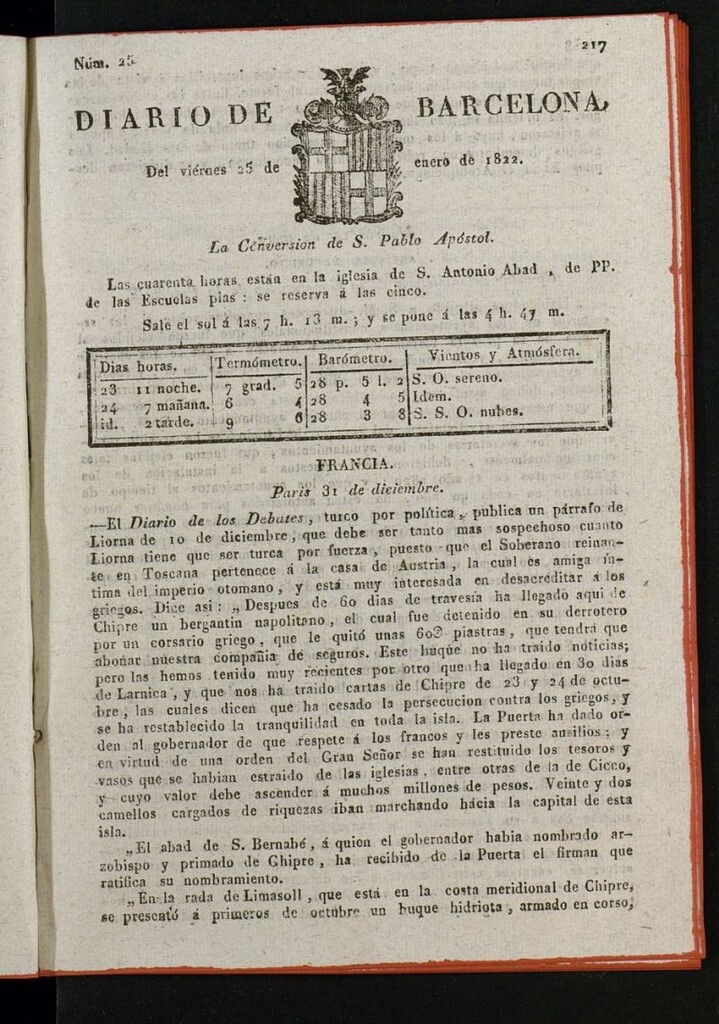 Núm. 25
217
DIARIO DE BARCELONA,
Del viérnes 25 de enero de 1822.
La Conversion de S. Pablo Apóstol.
Las cuarenta horas están en la iglesia de S. Antonio Abad, de PP.
de las Escuelas pias: se reserva á las cinco.
Sale el sol á las 7 h. 13 m.; y se pone á las 4 h. 47 m.
Dias horas. Termómetro. Barómetro. Vientos y Atmósfera.
23 11 noche. 7 grad. 5 28 p. 5 l. 2 S. O. sereno.
24 7 mañana. 6 4 28 4 5 Idem.
id. 2 tarde. 9 6 28 3 8 S. S. O. nubes.
FRANCIA.
Paris 31 de diciembre.
—El Diario de los Debates, turco por política, publica un párrafo de
Liorna de 10 de diciembre, que debe ser tanto mas sospechoso cuanto
Liorna tiene que ser turca por fuerza, puesto que el Soberano reinan-
te en Toscana pertenece á la casa de Austria, la cual es amiga ín-
tima del imperio otomano, y está muy interesada en desacreditar á los
griegos. Dice asi: „Despues de 60 dias de travesía ha llegado aqui de
Chipre un bergantin napolitano, el cual fue detenido en su derrotero
por un corsario griego, que le quitó unas 60@ piastras, que tendrá que
abonar nuestra compañía de seguros. Este buque no ha traido noticias;
pero las hemos tenido muy recientes por otro que ha llegado en 30 dias
de Larnica, y que nos ha traido cartas de Chipre de 23 y 24 de octu-
bre, las cuales dicen que ha cesado la persecucion contra los griegos, y
se ha restablecido la tranquilidad en toda la isla. La Puerta ha dado or-
den al gobernador de que respete á los francos y les preste ausilios; y
en virtud de una orden del Gran Señor se han restituido los tesoros y
vasos que se habian estraido de las iglesias, entre otras de la de Cicco,
y cuyo valor debe ascender á muchos millones de pesos. Veinte y dos
camellos cargados de riquezas iban marchando hácia la capital de esta
isla.
„El abad de S. Bernabé, á quien el gobernador habia nombrado ar-
zobispo y primado de Chipre, ha recibido de la Puerta el firman que
ratifica su nombramiento.
„En la rada de Limasoll, que está en la costa meridional de Chipre,
se presentó á primeros de octubre un buque hidriota, armado en corso,